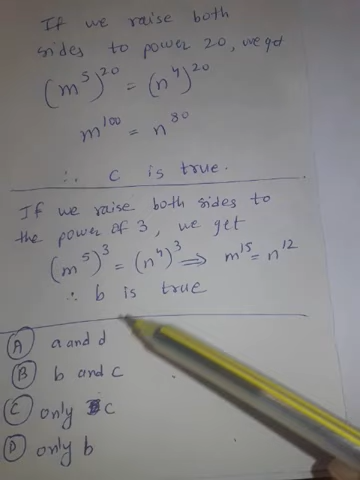 If we raise both
sides to power 20, we get
(m⁵)²⁰ = (n⁴)²⁰
m¹⁰⁰ = n⁸⁰
∴ c is true.
If we raise both sides to
the power of 3, we get
(m⁵)³ = (n⁴)³ ⇒ m¹⁵ = n¹²
∴ b is true
(A) a and d
(B) b and c
(C) only c
(D) only b